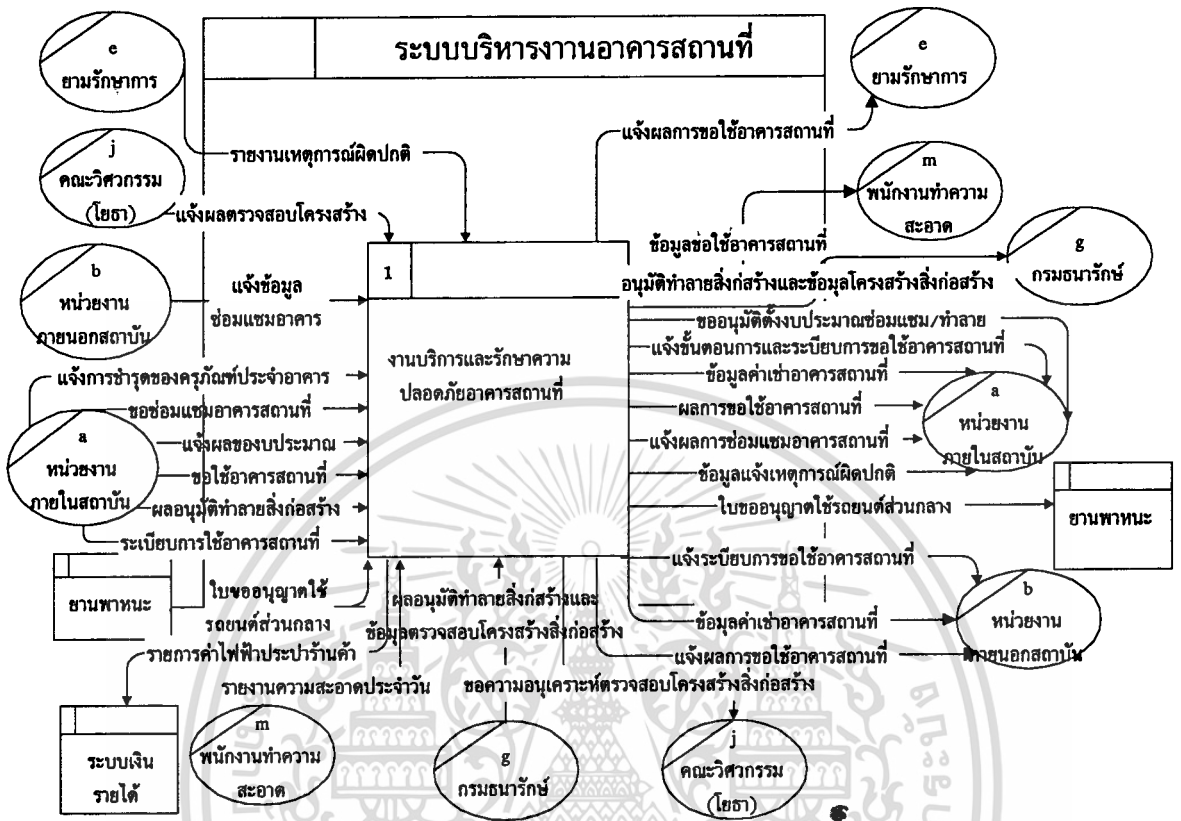 ระบบบริหารงาานอาคารสถานที่
e
ยามรักษาการ
e
ยามรักษาการ
แจ้งผลการขอใช้อาคารสถานที่
รายงานเหตุการณ์ผิดปกติ
j
คณะวิศวกรรม
(โยธา)
แจ้งผลตรวจสอบโครงสร้าง
m
พนักงานทำความ
สะอาด
ข้อมูลขอใช้อาคารสถานที่
g
กรมธนารักษ์
อนุมัติทำลายสิ่งก่สร้างและข้อมูลโครงสร้างสิ่งก่อสร้าง
1
งานบริการและรักษาความ
ปลอดภัยอาคารสถานที่
b
หน่วยงาน
ภายนอกสถาบัน
แจ้งข้อมูล
ซ่อมแซมอาคาร
ขออนุมัติตั้งงบประมาณซ่อมแซม/ทำลาย
แจ้งขั้นตอนการและระบียบการขอใช้อาคารสถานที่
ข้อมูลค่าเช่าอาคารสถานที่
ผลการขอใช้อาคารสถานที่
แจ้งผลการซ่อมแซมอาคารสถานที่
ข้อมูลแจ้งเหตุการณ์ผิดปกติ
ใบขออนุญาตใช้รถยนต์ส่วนกลาง
a
หน่วยงาน
ภายในสถาบัน
ยานพาหนะ
แจ้งการชำรุดของครุภัณฑ์ประจำอาคาร
ขอซ่อมแซมอาคารสถานที่
แจ้งผลของบประมาณ
ขอใช้อาคารสถานที่
ผลอนุมัติทำลายสิ่งก่อสร้าง
ระเบียบการใช้อาคารสถานที่
a
หน่วยงาน
ภายในสถาบัน
ยานพาหนะ
ใบขออนุญาตใช้
รถยนต์ส่วนกลาง
รายการค่าไฟฟ้าประปาร้านค้า
รายงานความสะอาดประจำวัน
ผลอนุมัติทำลายสิ่งก่สร้างและ
ข้อมูลตรวจสอบโครงสร้างสิ่งก่อสร้าง
ขอความอนุเคราะห์ตรวจสอบโครงสร้างสิ่งก่อสร้าง
แจ้งระบียบการขอใช้อาคารสถานที่
ข้อมูลค่าเช่าอาคารสถานที่
แจ้งผลการขอใช้อาคารสถานที่
b
หน่วยงาน
ภายนอกสถาบัน
ระบบเงิน
รายได้
m
พนักงานทำความ
สะอาด
g
กรมธนารักษ์
j
คณะวิศวกรรม
(โยธา)